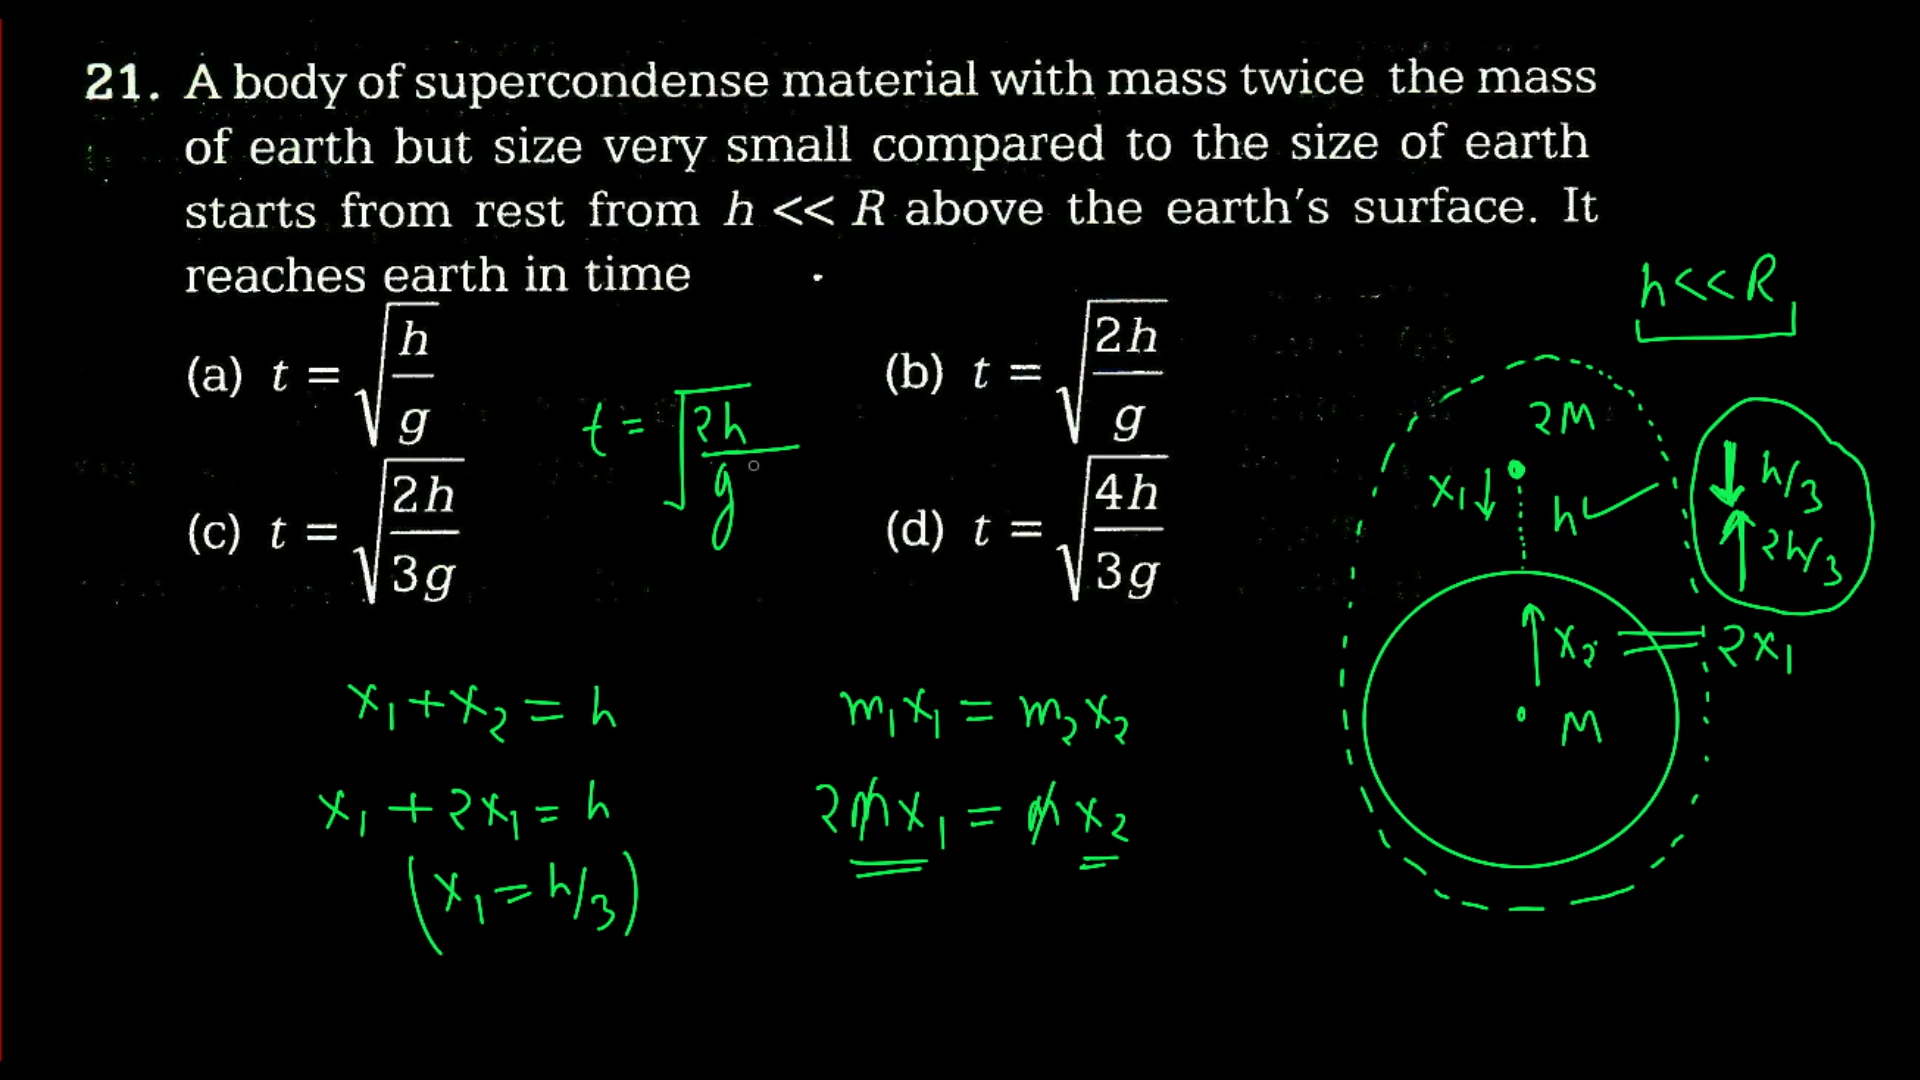 21. A body of supercondense material with mass twice the mass
of earth but size very small compared to the size of earth
starts from rest from h << R above the earth's surface. It
reaches earth in time
h<<R
(a) t = √(h/g)
(b) t = √(2h/g)
t = √(2h/g)
(c) t = √(2h/3g)
(d) t = √(4h/3g)
2M
x₁↓
h
↓ h/3
↑ 2h/3
↑ x₂ = 2x₁
M
x₁ + x₂ = h
m₁x₁ = m₂x₂
x₁ + 2x₁ = h
2mx₁ = mx₂
(x₁ = h/3)